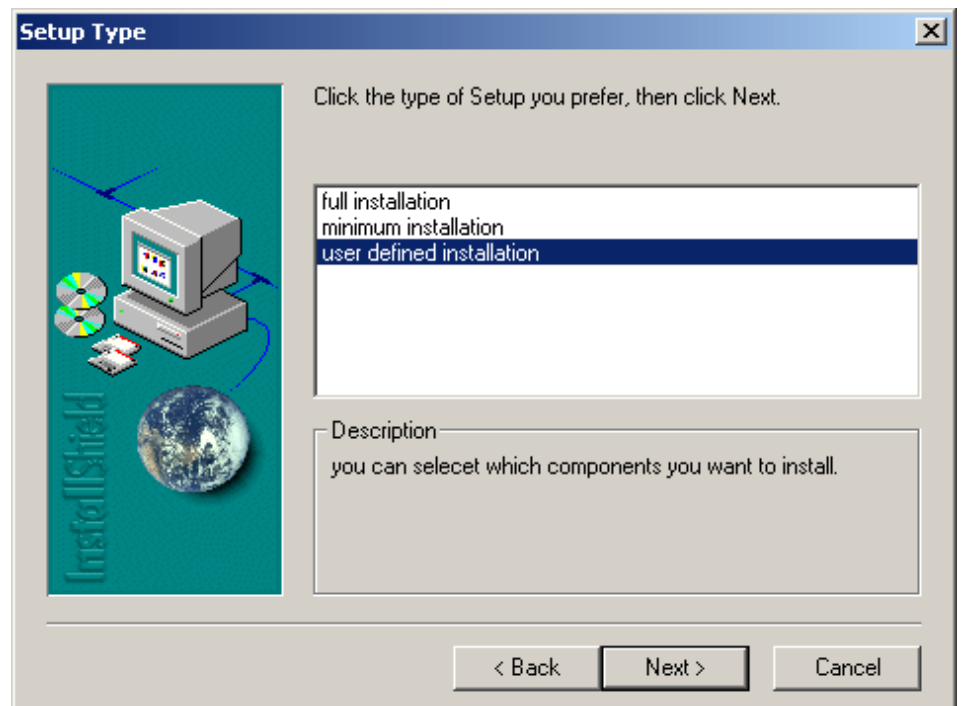 Setup Type
Click the type of Setup you prefer, then click Next.
full installation
minimum installation
user defined installation
Description
you can selecet which components you want to install.
InstallShield
< Back
Next >
Cancel